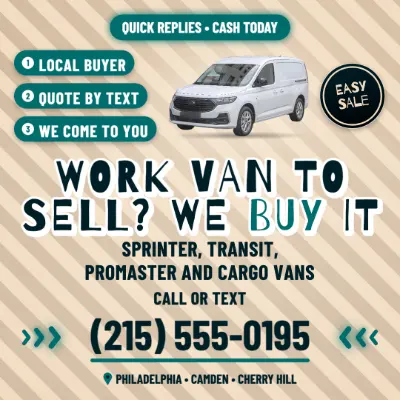 QUICK REPLIES • CASH TODAY
1 LOCAL BUYER
2 QUOTE BY TEXT
3 WE COME TO YOU
EASY
SALE
WORK VAN TO
SELL? WE BUY IT
SPRINTER, TRANSIT,
PROMASTER AND CARGO VANS
CALL OR TEXT
(215) 555-0195
PHILADELPHIA • CAMDEN • CHERRY HILL